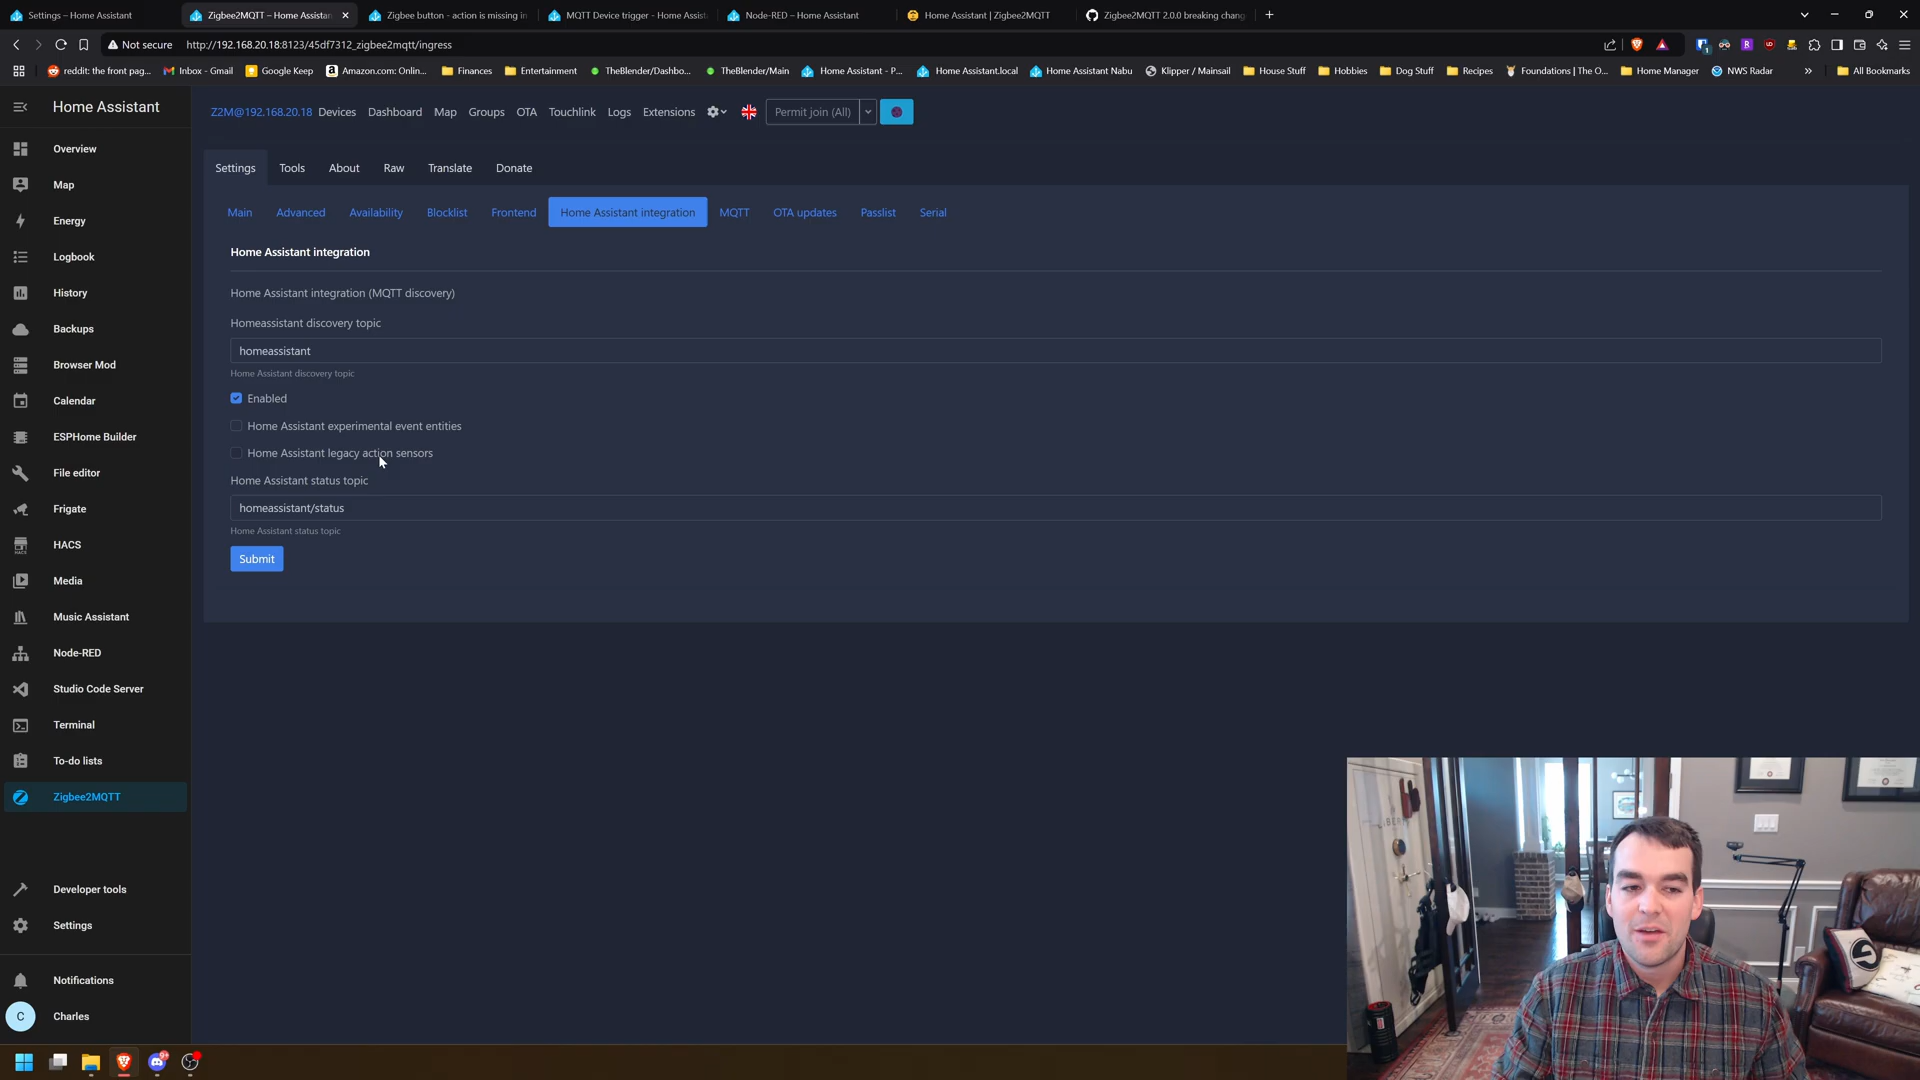 Settings – Home Assistant
Zigbee2MQTT – Home Assistan
Zigbee button - action is missing in
MQTT Device trigger - Home Assist
Node-RED – Home Assistant
Home Assistant | Zigbee2MQTT
Zigbee2MQTT 2.0.0 breaking chang
Not secure
http://192.168.20.18:8123/45df7312_zigbee2mqtt/ingress
reddit: the front pag...
Inbox - Gmail
Google Keep
Amazon.com: Onlin...
Finances
Entertainment
TheBlender/Dashbo...
TheBlender/Main
Home Assistant - P...
Home Assistant.local
Home Assistant Nabu
Klipper / Mainsail
House Stuff
Hobbies
Dog Stuff
Recipes
Foundations | The O...
Home Manager
NWS Radar
All Bookmarks
Home Assistant
Overview
Map
Energy
Logbook
History
Backups
Browser Mod
Calendar
ESPHome Builder
File editor
Frigate
HACS
Media
Music Assistant
Node-RED
Studio Code Server
Terminal
To-do lists
Zigbee2MQTT
Developer tools
Settings
Notifications
C
Charles
Z2M@192.168.20.18
Devices
Dashboard
Map
Groups
OTA
Touchlink
Logs
Extensions
Permit join (All)
Settings
Tools
About
Raw
Translate
Donate
Main
Advanced
Availability
Blocklist
Frontend
Home Assistant integration
MQTT
OTA updates
Passlist
Serial
Home Assistant integration
Home Assistant integration (MQTT discovery)
Homeassistant discovery topic
homeassistant
Home Assistant discovery topic
Enabled
Home Assistant experimental event entities
Home Assistant legacy action sensors
Home Assistant status topic
homeassistant/status
Home Assistant status topic
Submit